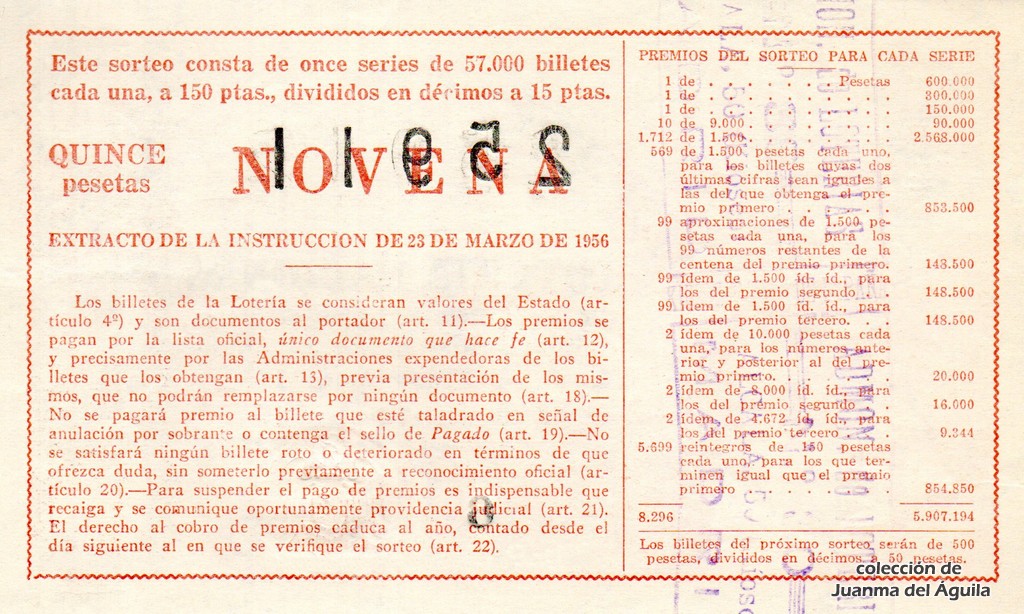 Este sorteo consta de once series de 57.000 billetes
cada una, a 150 ptas., divididos en décimos a 15 ptas.
QUINCE
pesetas
NOVENA
EXTRACTO DE LA INSTRUCCION DE 23 DE MARZO DE 1956
Los billetes de la Lotería se consideran valores del Estado (ar-
tículo 4º) y son documentos al portador (art. 11).—Los premios se
pagan por la lista oficial, único documento que hace fe (art. 12),
y precisamente por las Administraciones expendedoras de los bi-
lletes que los obtengan (art. 13), previa presentación de los mis-
mos, que no podrán remplazarse por ningún documento (art. 18).—
No se pagará premio al billete que esté taladrado en señal de
anulación por sobrante o contenga el sello de Pagado (art. 19).—No
se satisfará ningún billete roto o deteriorado en términos de que
ofrezca duda, sin someterlo previamente a reconocimiento oficial (ar-
tículo 20).—Para suspender el pago de premios es indispensable que
recaiga y se comunique oportunamente providencia judicial (art. 21).
El derecho al cobro de premios caduca al año, contado desde el
día siguiente al en que se verifique el sorteo (art. 22).
PREMIOS DEL SORTEO PARA CADA SERIE
1 de . . . . . . . Pesetas 600.000
1 de . . . . . . . . . . 300.000
1 de . . . . . . . . . . 150.000
10 de 9.000 . . . . . . . 90.000
1.712 de 1.500 . . . . . . . 2.568.000
569 de 1.500 pesetas cada uno,
para los billetes cuyas dos
últimas cifras sean iguales a
las del que obtenga el pre-
mio primero . . . . 853.500
99 aproximaciones de 1.500 pe-
setas cada una, para los
99 números restantes de la
centena del premio primero. 148.500
99 ídem de 1.500 íd. íd., para
los del premio segundo . . 148.500
99 ídem de 1.500 íd. íd., para
los del premio tercero. . . 148.500
2 ídem de 10.000 pesetas cada
una, para los números ante-
rior y posterior al del pre-
mio primero. . . . . . 20.000
2 ídem de 8.000 íd. íd., para
los del premio segundo . . 16.000
2 ídem de 4.672 íd. íd., para
los del premio tercero . . 9.344
5.699 reintegros de 150 pesetas
cada uno, para los que ter-
minen igual que el premio
primero . . . . . . . 854.850
8.296 5.907.194
Los billetes del próximo sorteo serán de 500
pesetas, divididos en décimos a 50 pesetas.
colección de
Juanma del Águila